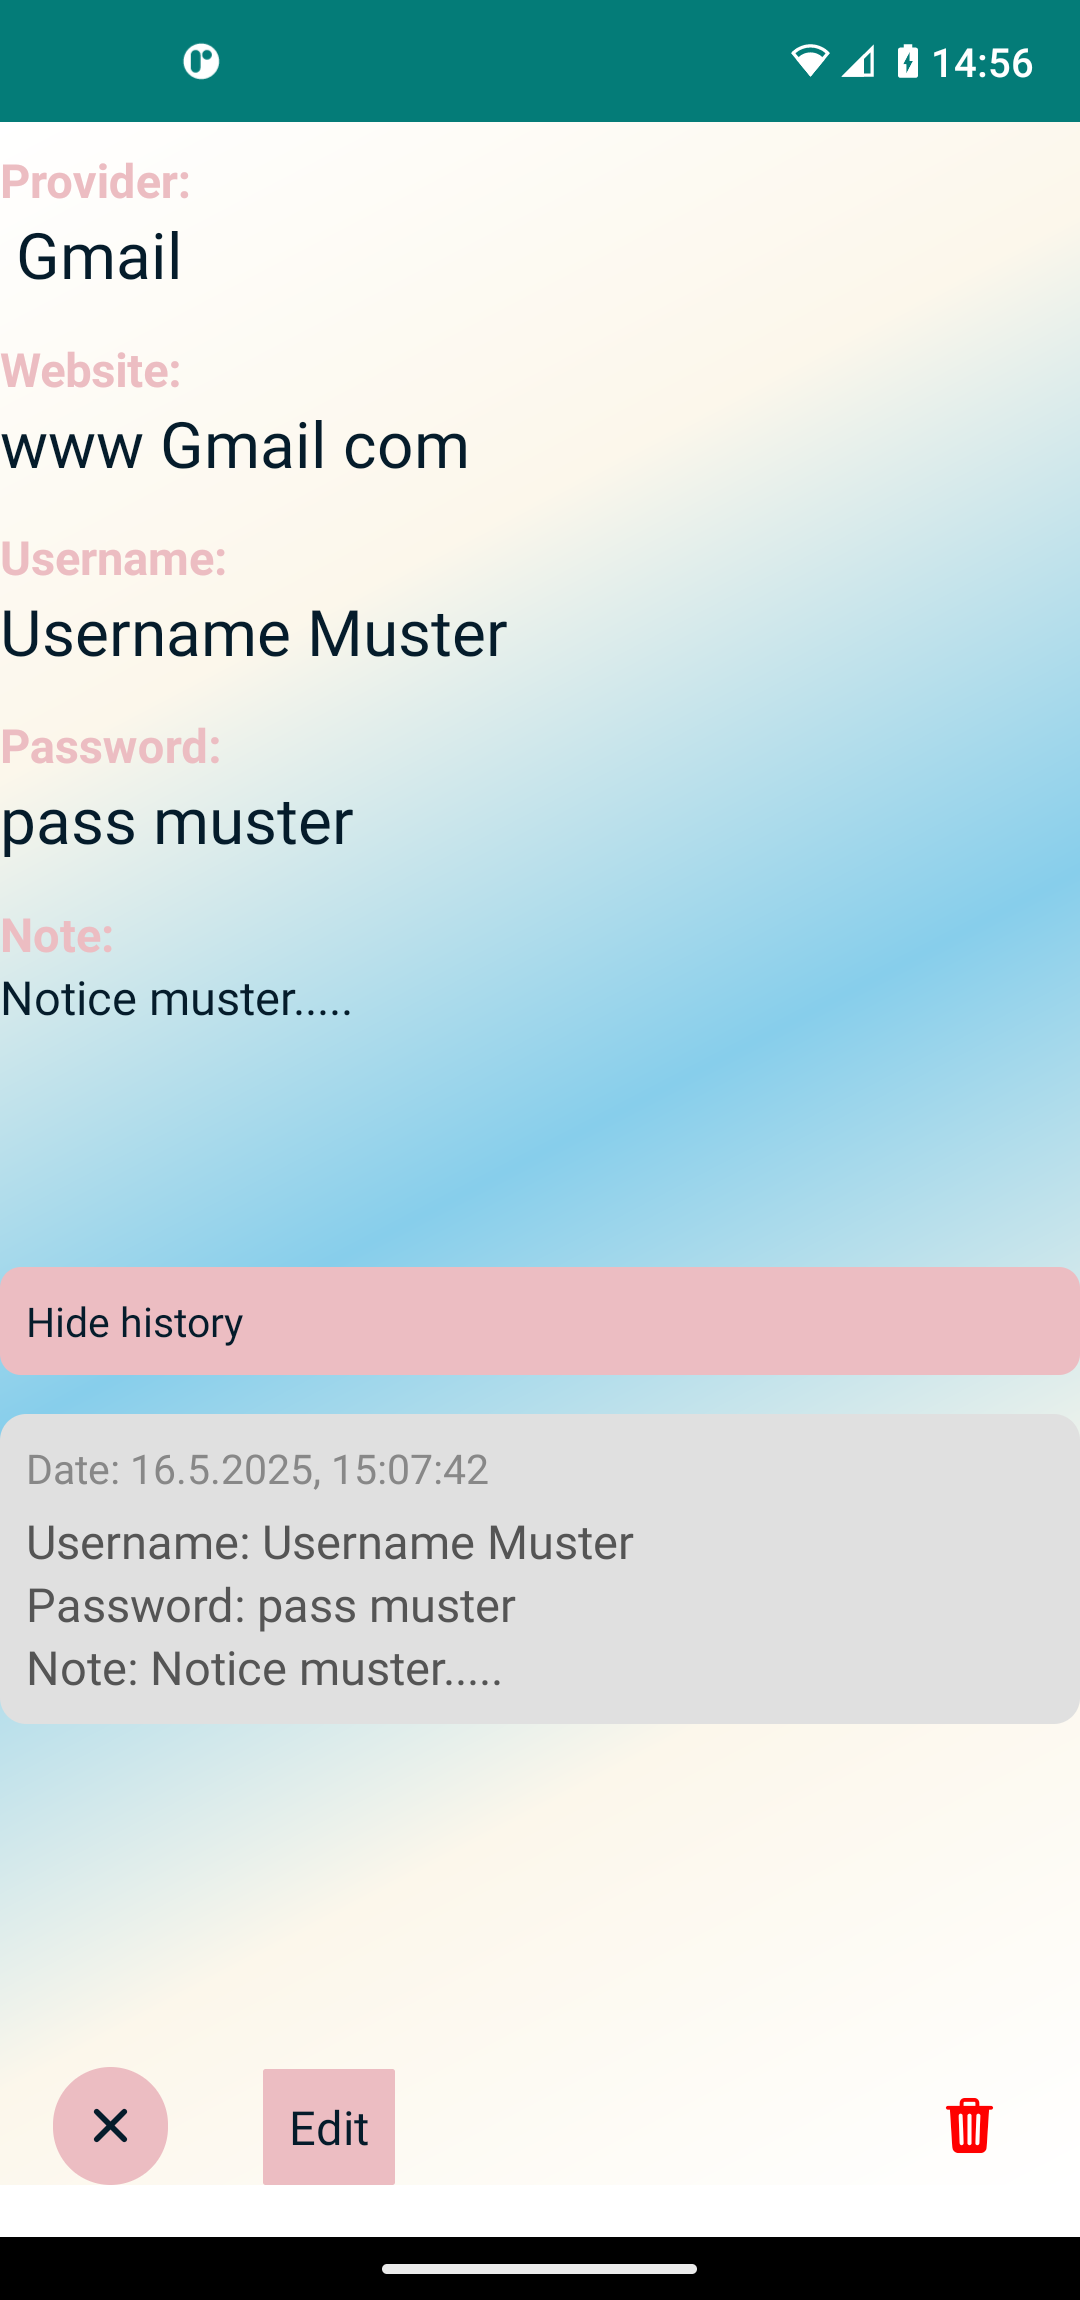 14:56
Provider:
Gmail
Website:
www Gmail com
Username:
Username Muster
Password:
pass muster
Note:
Notice muster.....
Hide history
Date: 16.5.2025, 15:07:42
Username: Username Muster
Password: pass muster
Note: Notice muster.....
Edit